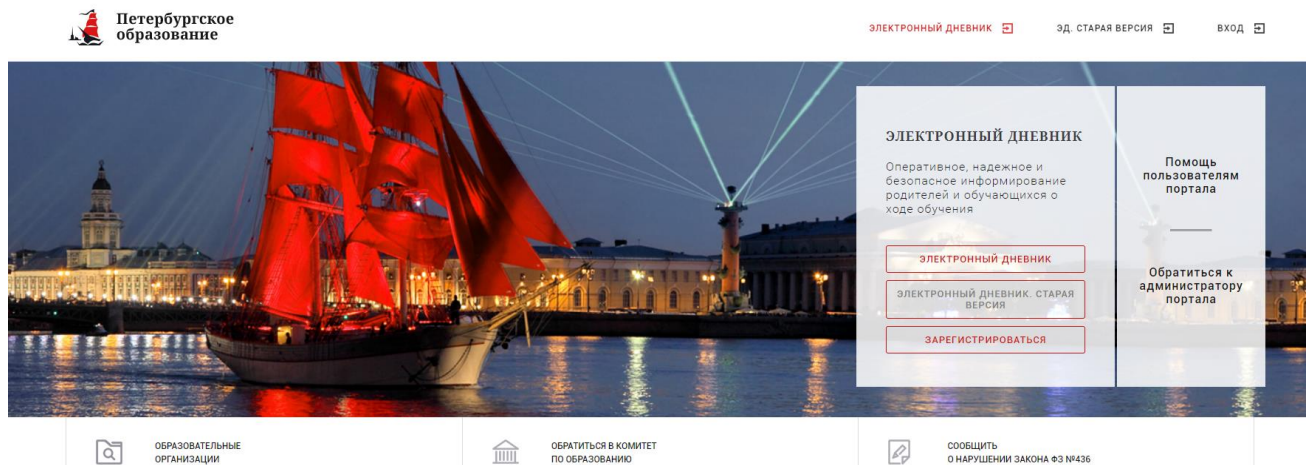 Петербургское
образование
ЭЛЕКТРОННЫЙ ДНЕВНИК
ЭД. СТАРАЯ ВЕРСИЯ
ВХОД
ЭЛЕКТРОННЫЙ ДНЕВНИК
Оперативное, надежное и
безопасное информирование
родителей и обучающихся о
ходе обучения
ЭЛЕКТРОННЫЙ ДНЕВНИК
ЭЛЕКТРОННЫЙ ДНЕВНИК. СТАРАЯ
ВЕРСИЯ
ЗАРЕГИСТРИРОВАТЬСЯ
Помощь
пользователям
портала
Обратиться к
администратору
портала
ОБРАЗОВАТЕЛЬНЫЕ
ОРГАНИЗАЦИИ
ОБРАТИТЬСЯ В КОМИТЕТ
ПО ОБРАЗОВАНИЮ
СООБЩИТЬ
О НАРУШЕНИИ ЗАКОНА ФЗ №436